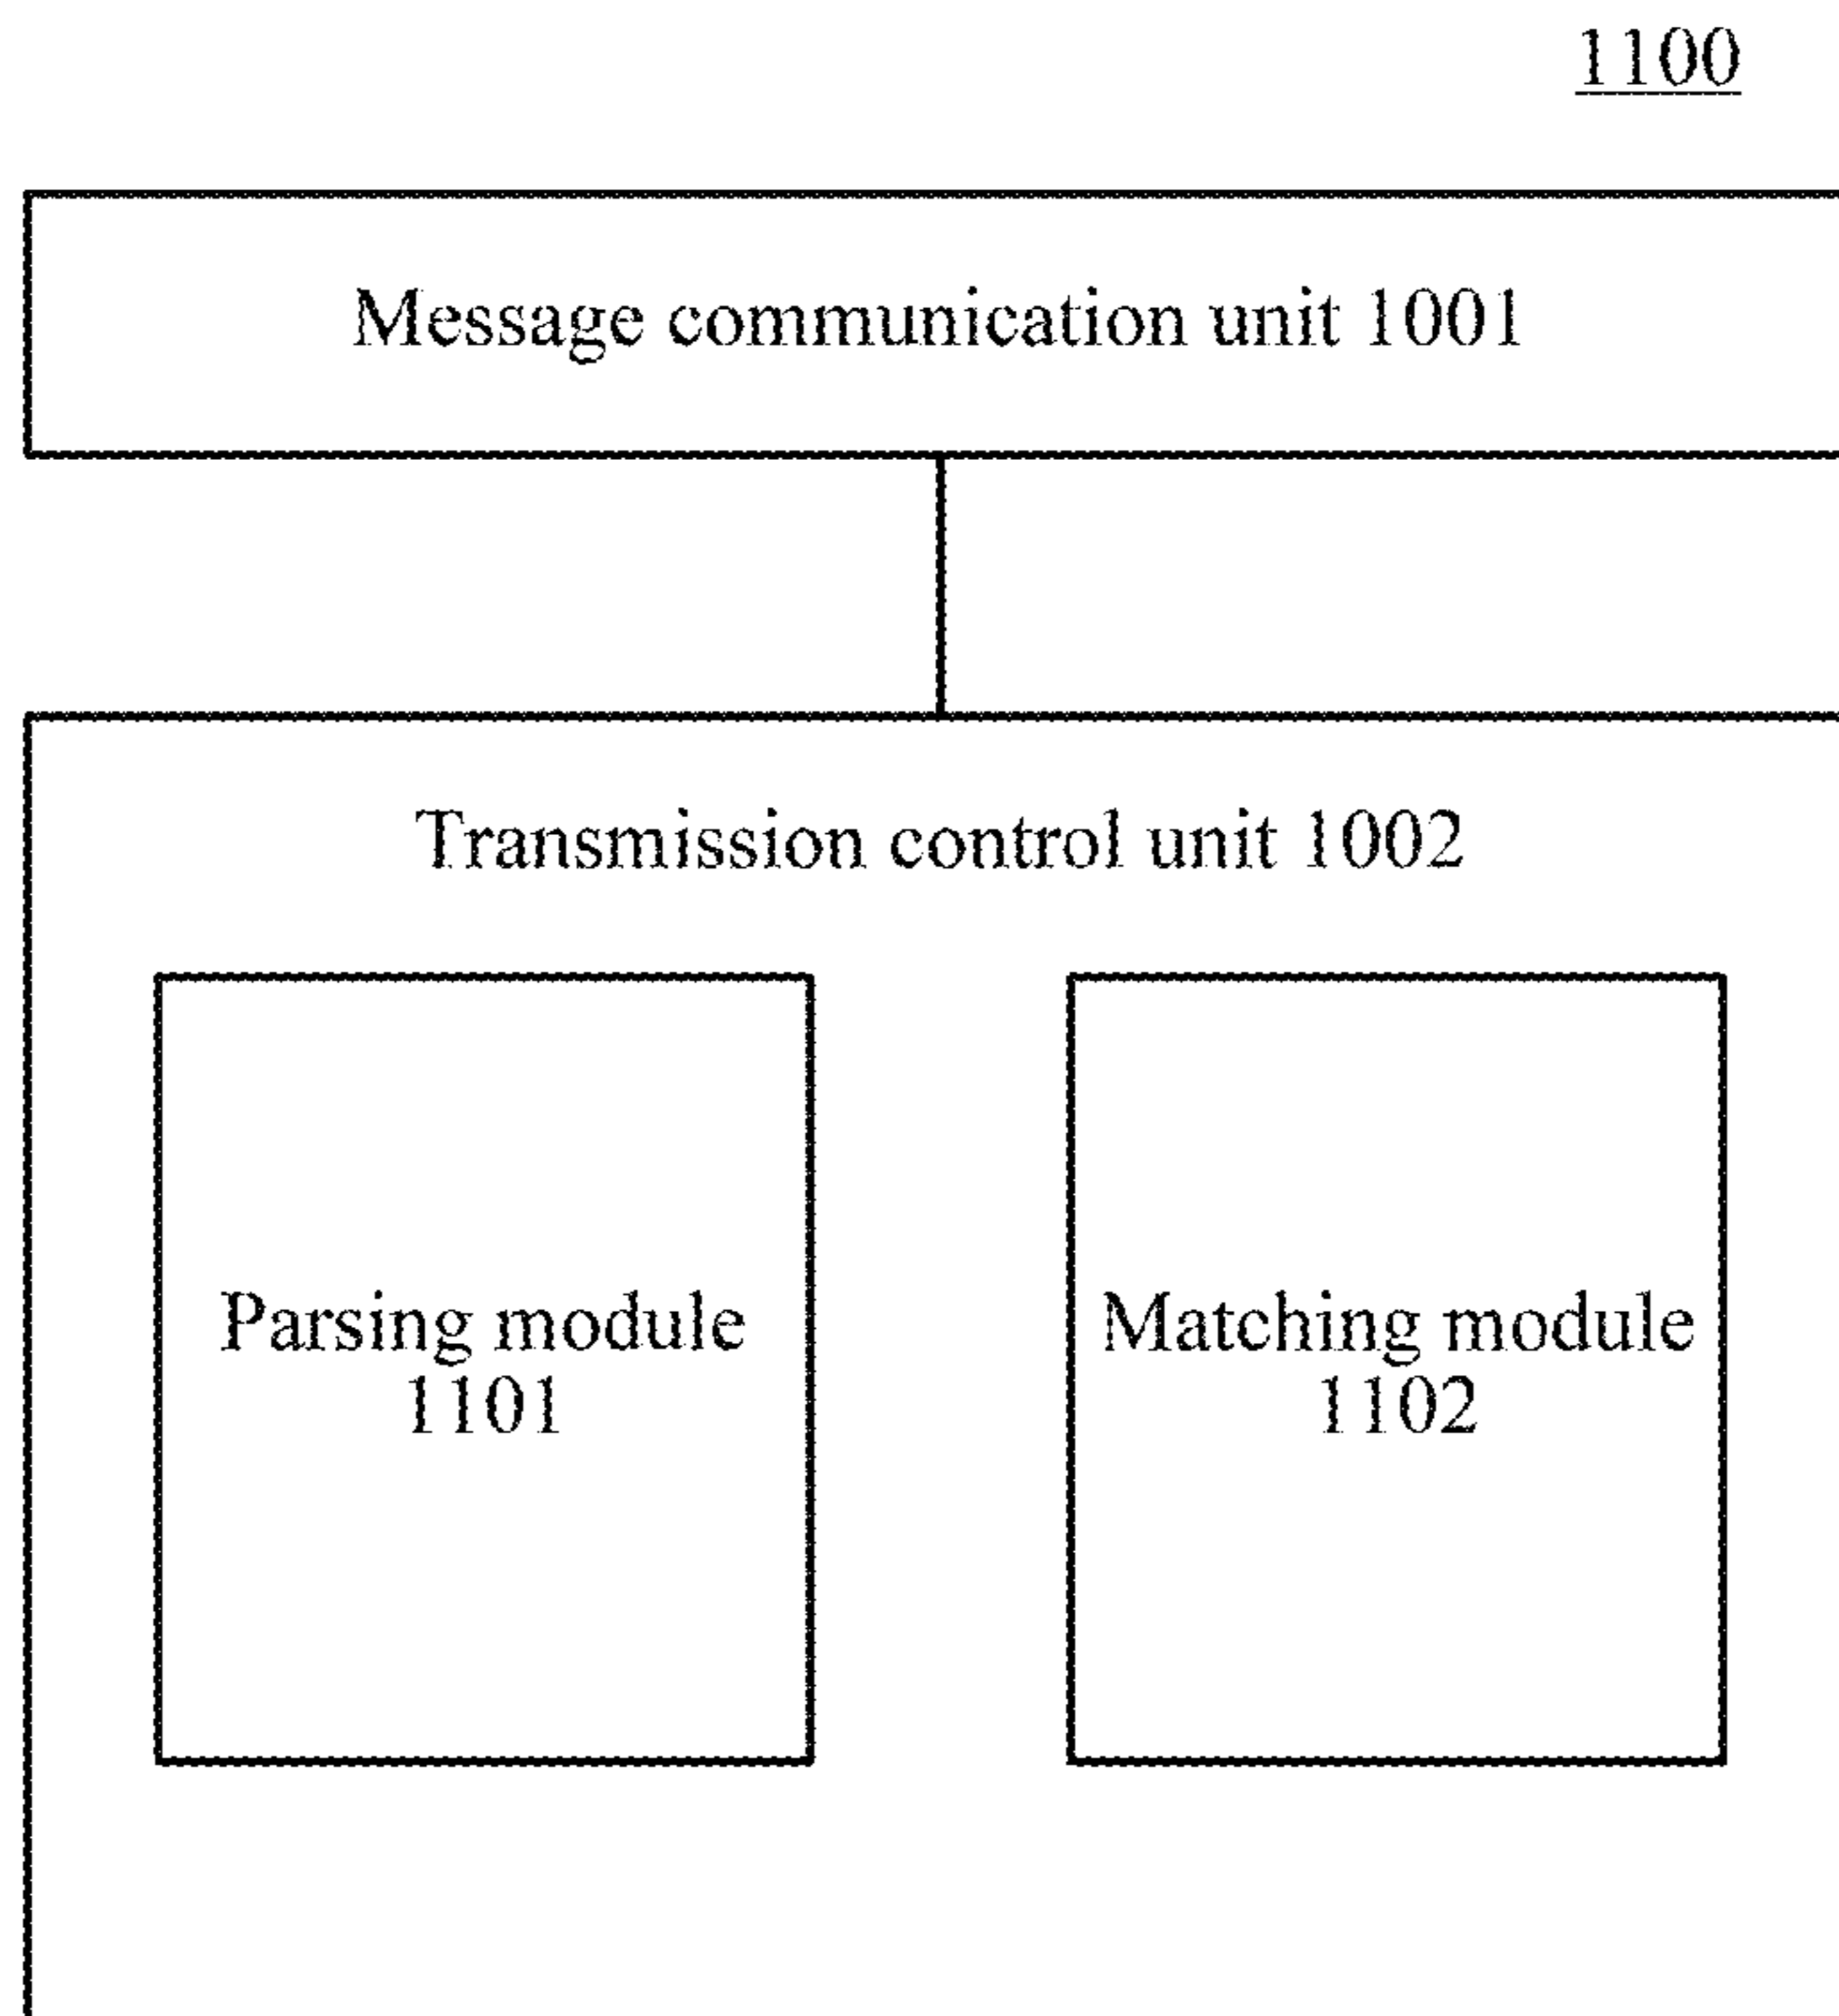 1100
Message communication unit 1001
Transmission control unit 1002
Parsing module
1101
Matching module
1102